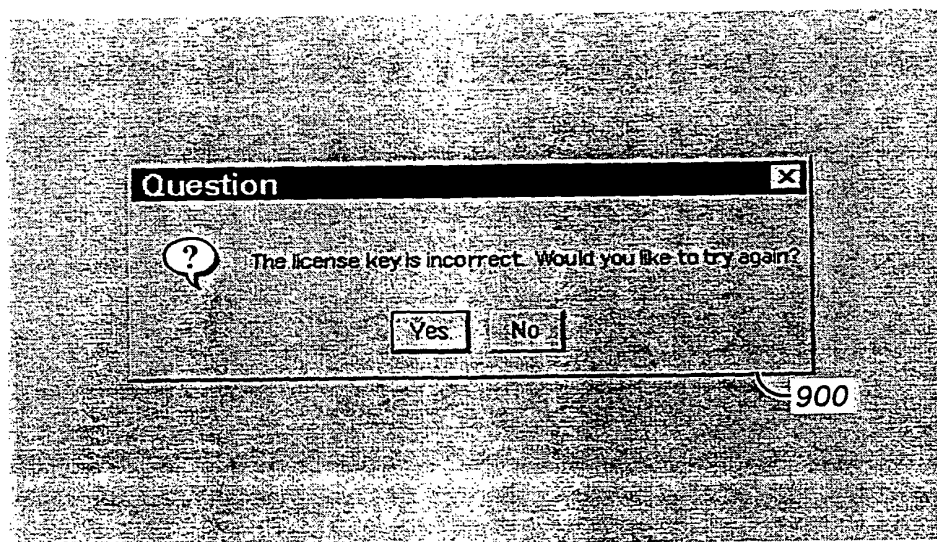 Question
?
The license key is incorrect. Would you like to try again?
Yes No
900